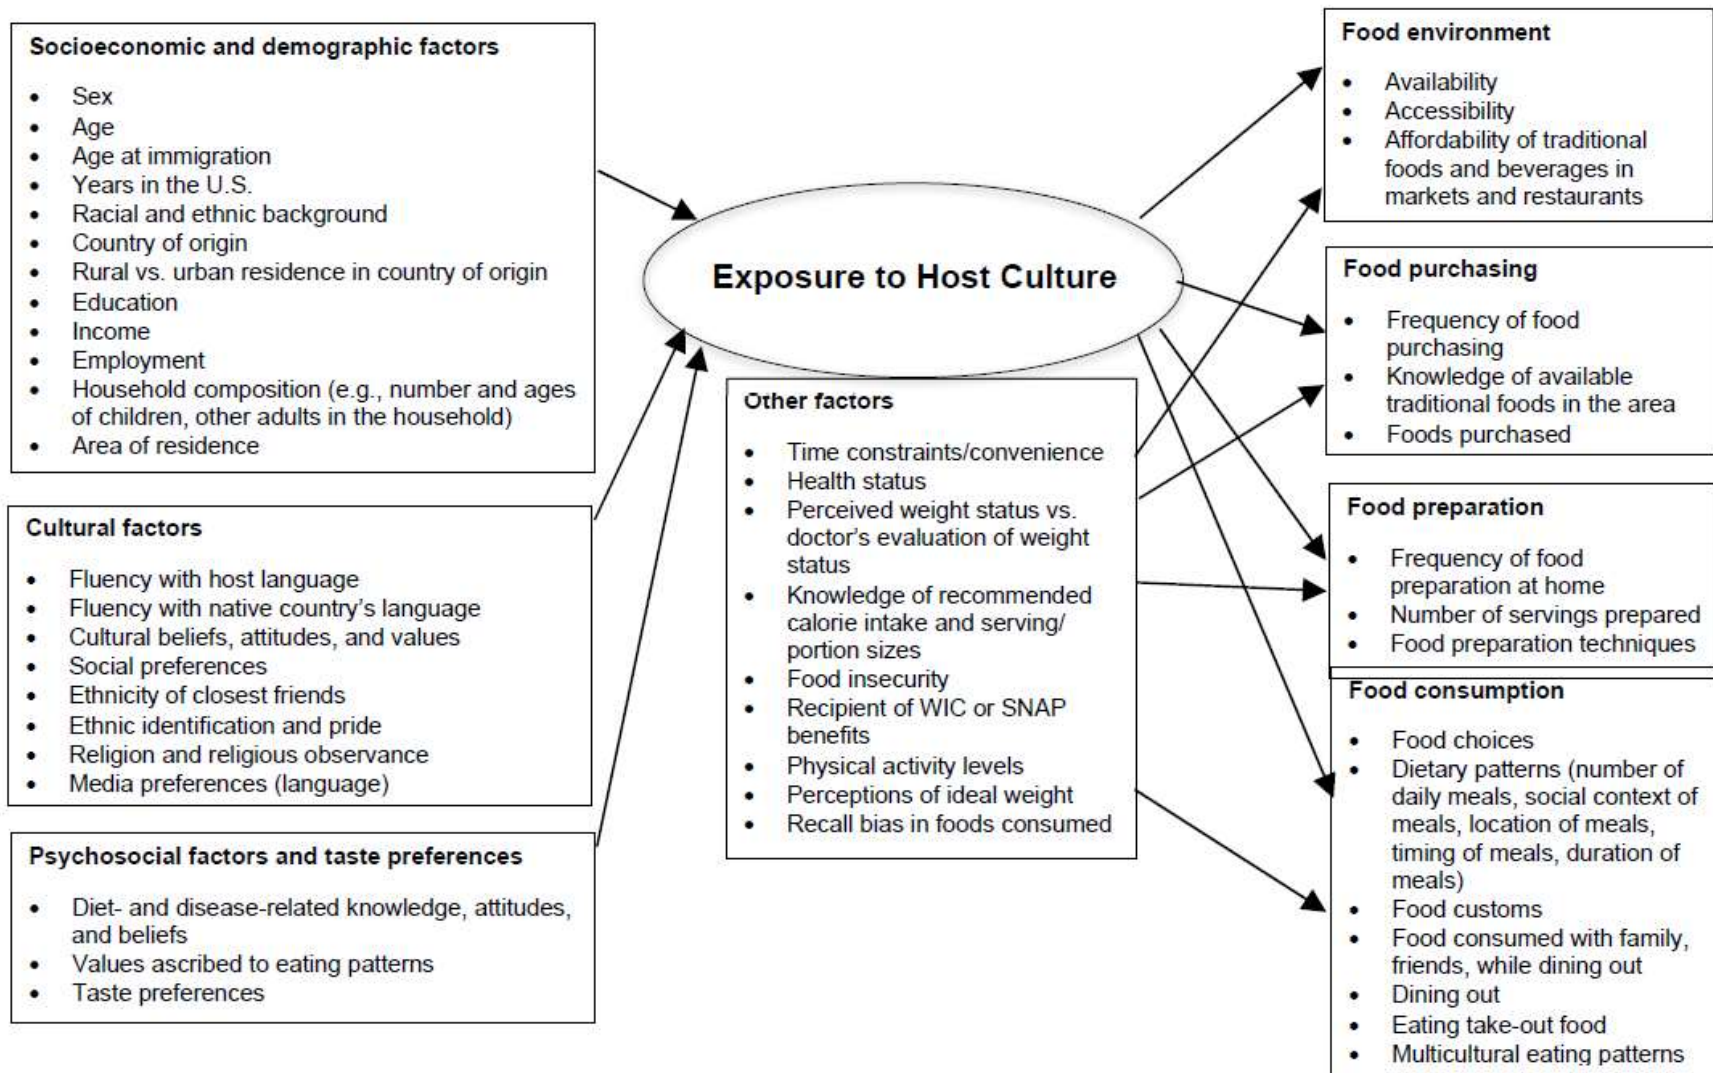 Socioeconomic and demographic factors
• Sex
• Age
• Age at immigration
• Years in the U.S.
• Racial and ethnic background
• Country of origin
• Rural vs. urban residence in country of origin
• Education
• Income
• Employment
• Household composition (e.g., number and ages
of children, other adults in the household)
• Area of residence
Cultural factors
• Fluency with host language
• Fluency with native country's language
• Cultural beliefs, attitudes, and values
• Social preferences
• Ethnicity of closest friends
• Ethnic identification and pride
• Religion and religious observance
• Media preferences (language)
Psychosocial factors and taste preferences
• Diet- and disease-related knowledge, attitudes,
and beliefs
• Values ascribed to eating patterns
• Taste preferences
Exposure to Host Culture
Other factors
• Time constraints/convenience
• Health status
• Perceived weight status vs.
doctor's evaluation of weight
status
• Knowledge of recommended
calorie intake and serving/
portion sizes
• Food insecurity
• Recipient of WIC or SNAP
benefits
• Physical activity levels
• Perceptions of ideal weight
• Recall bias in foods consumed
Food environment
• Availability
• Accessibility
• Affordability of traditional
foods and beverages in
markets and restaurants
Food purchasing
• Frequency of food
purchasing
• Knowledge of available
traditional foods in the area
• Foods purchased
Food preparation
• Frequency of food
preparation at home
• Number of servings prepared
• Food preparation techniques
Food consumption
• Food choices
• Dietary patterns (number of
daily meals, social context of
meals, location of meals,
timing of meals, duration of
meals)
• Food customs
• Food consumed with family,
friends, while dining out
• Dining out
• Eating take-out food
• Multicultural eating patterns